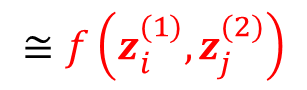 ≅ f(z_i^{(1)}, z_j^{(2)})